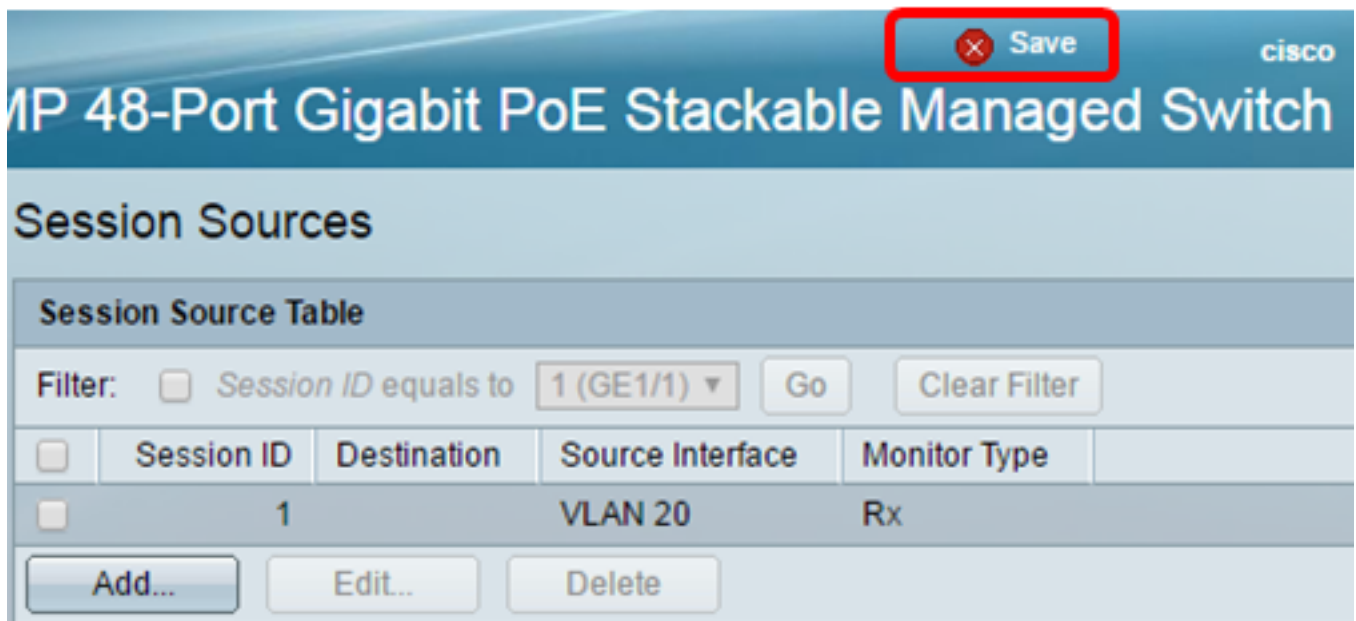 Save
cisco
MP 48-Port Gigabit PoE Stackable Managed Switch
Session Sources
Session Source Table
Filter: Session ID equals to 1 (GE1/1) Go Clear Filter
Session ID Destination Source Interface Monitor Type
1 VLAN 20 Rx
Add... Edit... Delete